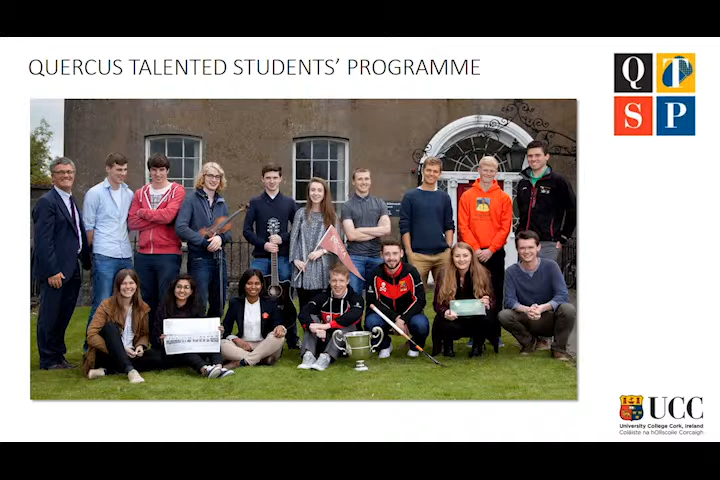 QUERCUS TALENTED STUDENTS’ PROGRAMME
Q T
S P
UCC
University College Cork, Ireland
Coláiste na hOllscoile Corcaigh